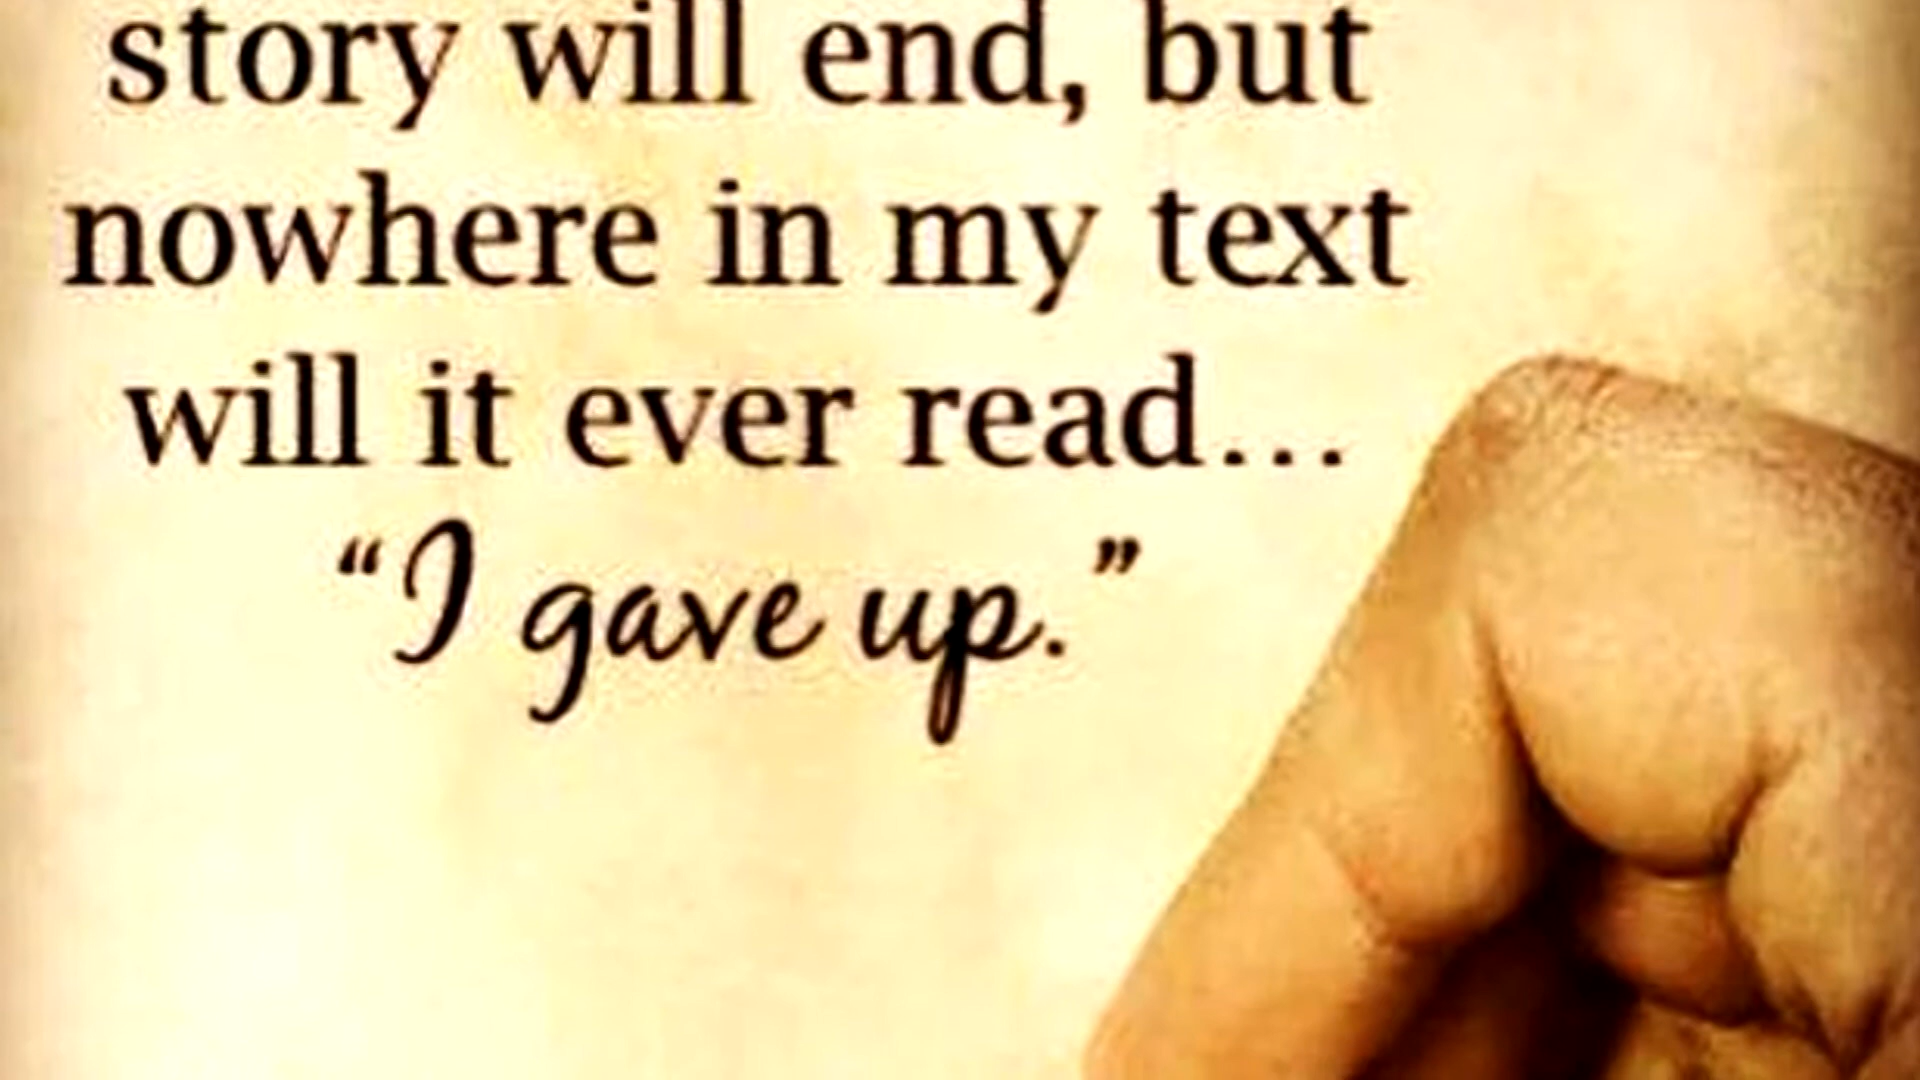 story will end, but
nowhere in my text
will it ever read...
“I gave up.”